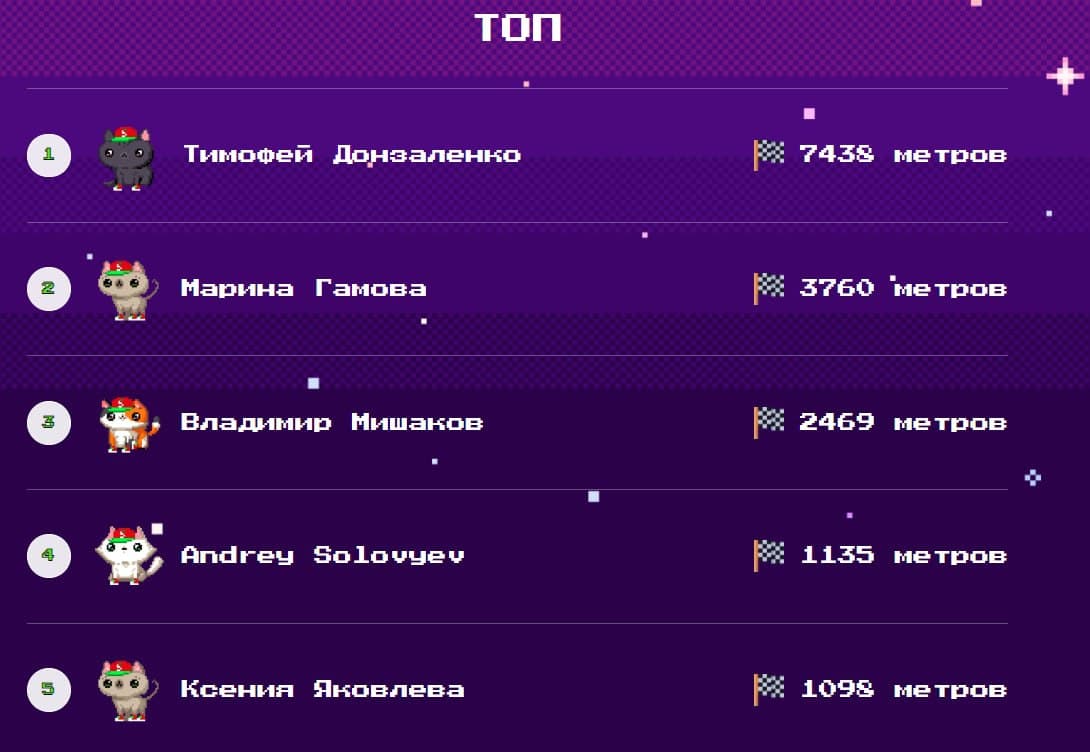 ТОП
1 Тимофей Донзаленко 7438 метров
2 Марина Гамова 3760 метров
3 Владимир Мишаков 2469 метров
4 Andrey Solovyev 1135 метров
5 Ксения Яковлева 1098 метров